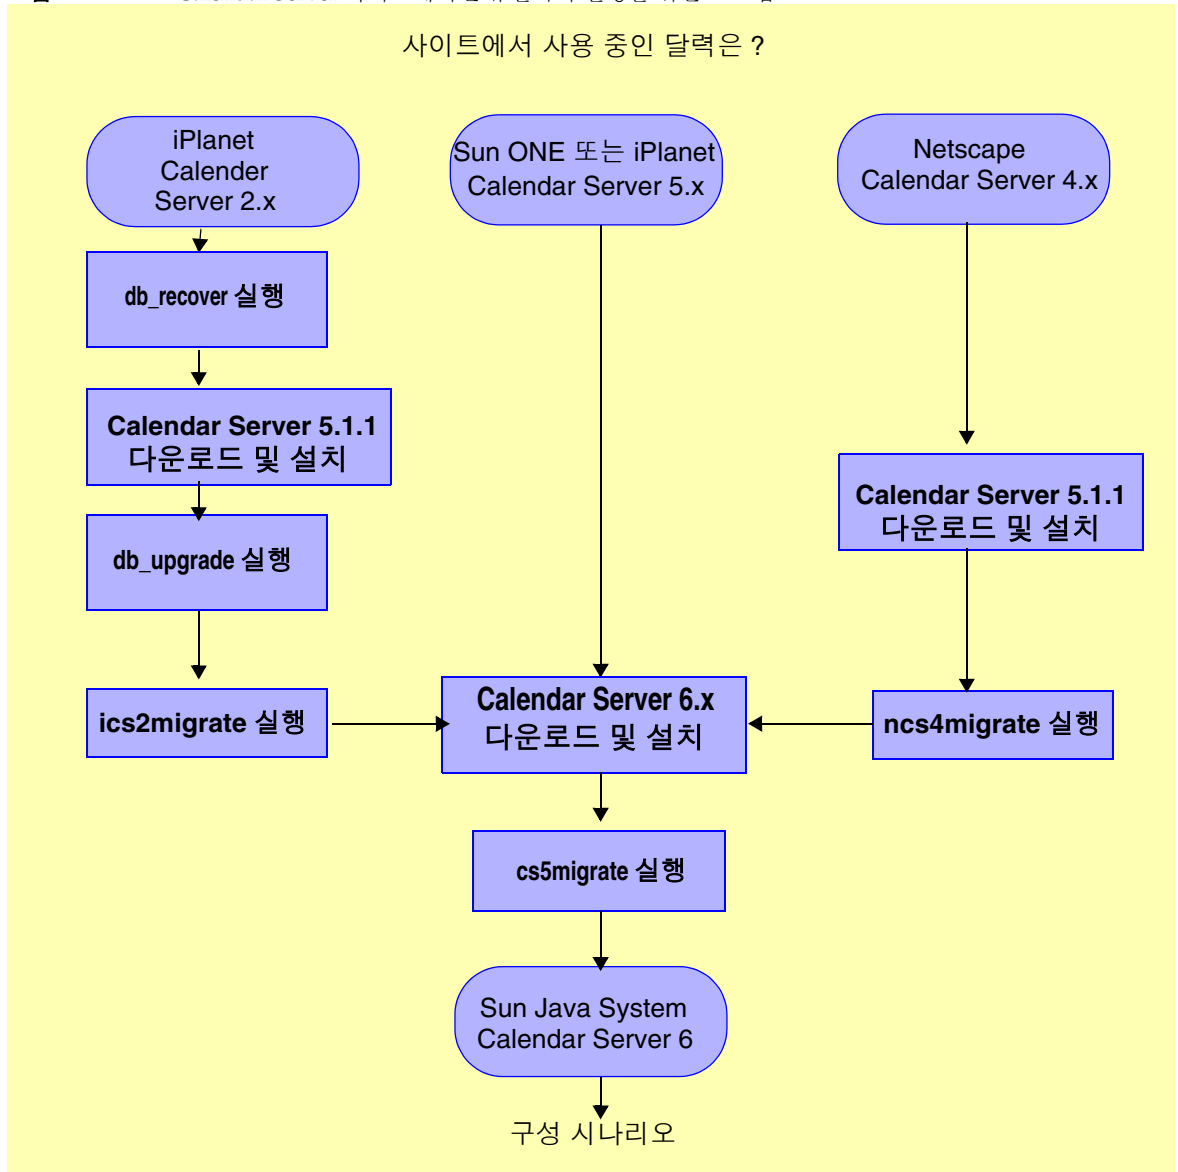 사이트에서 사용 중인 달력은 ?
iPlanet
Calender
Server 2.x
Sun ONE 또는 iPlanet
Calendar Server 5.x
Netscape
Calendar Server 4.x
db_recover 실행
Calendar Server 5.1.1
다운로드 및 설치
Calendar Server 5.1.1
다운로드 및 설치
db_upgrade 실행
ics2migrate 실행
Calendar Server 6.x
다운로드 및 설치
ncs4migrate 실행
cs5migrate 실행
Sun Java System
Calendar Server 6
구성 시나리오